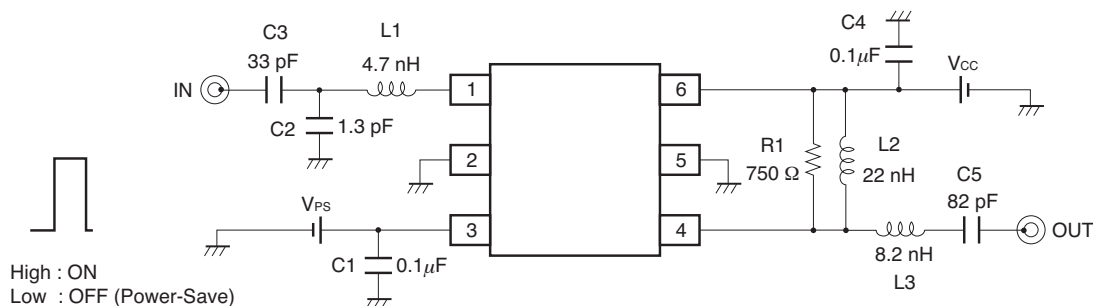 C3
33 pF
L1
4.7 nH
C4
0.1μF
VCC
IN
1
6
C2
1.3 pF
2
5
R1
750 Ω
L2
22 nH
C5
82 pF
VPS
3
4
OUT
8.2 nH
L3
C1
0.1μF
High : ON
Low : OFF (Power-Save)